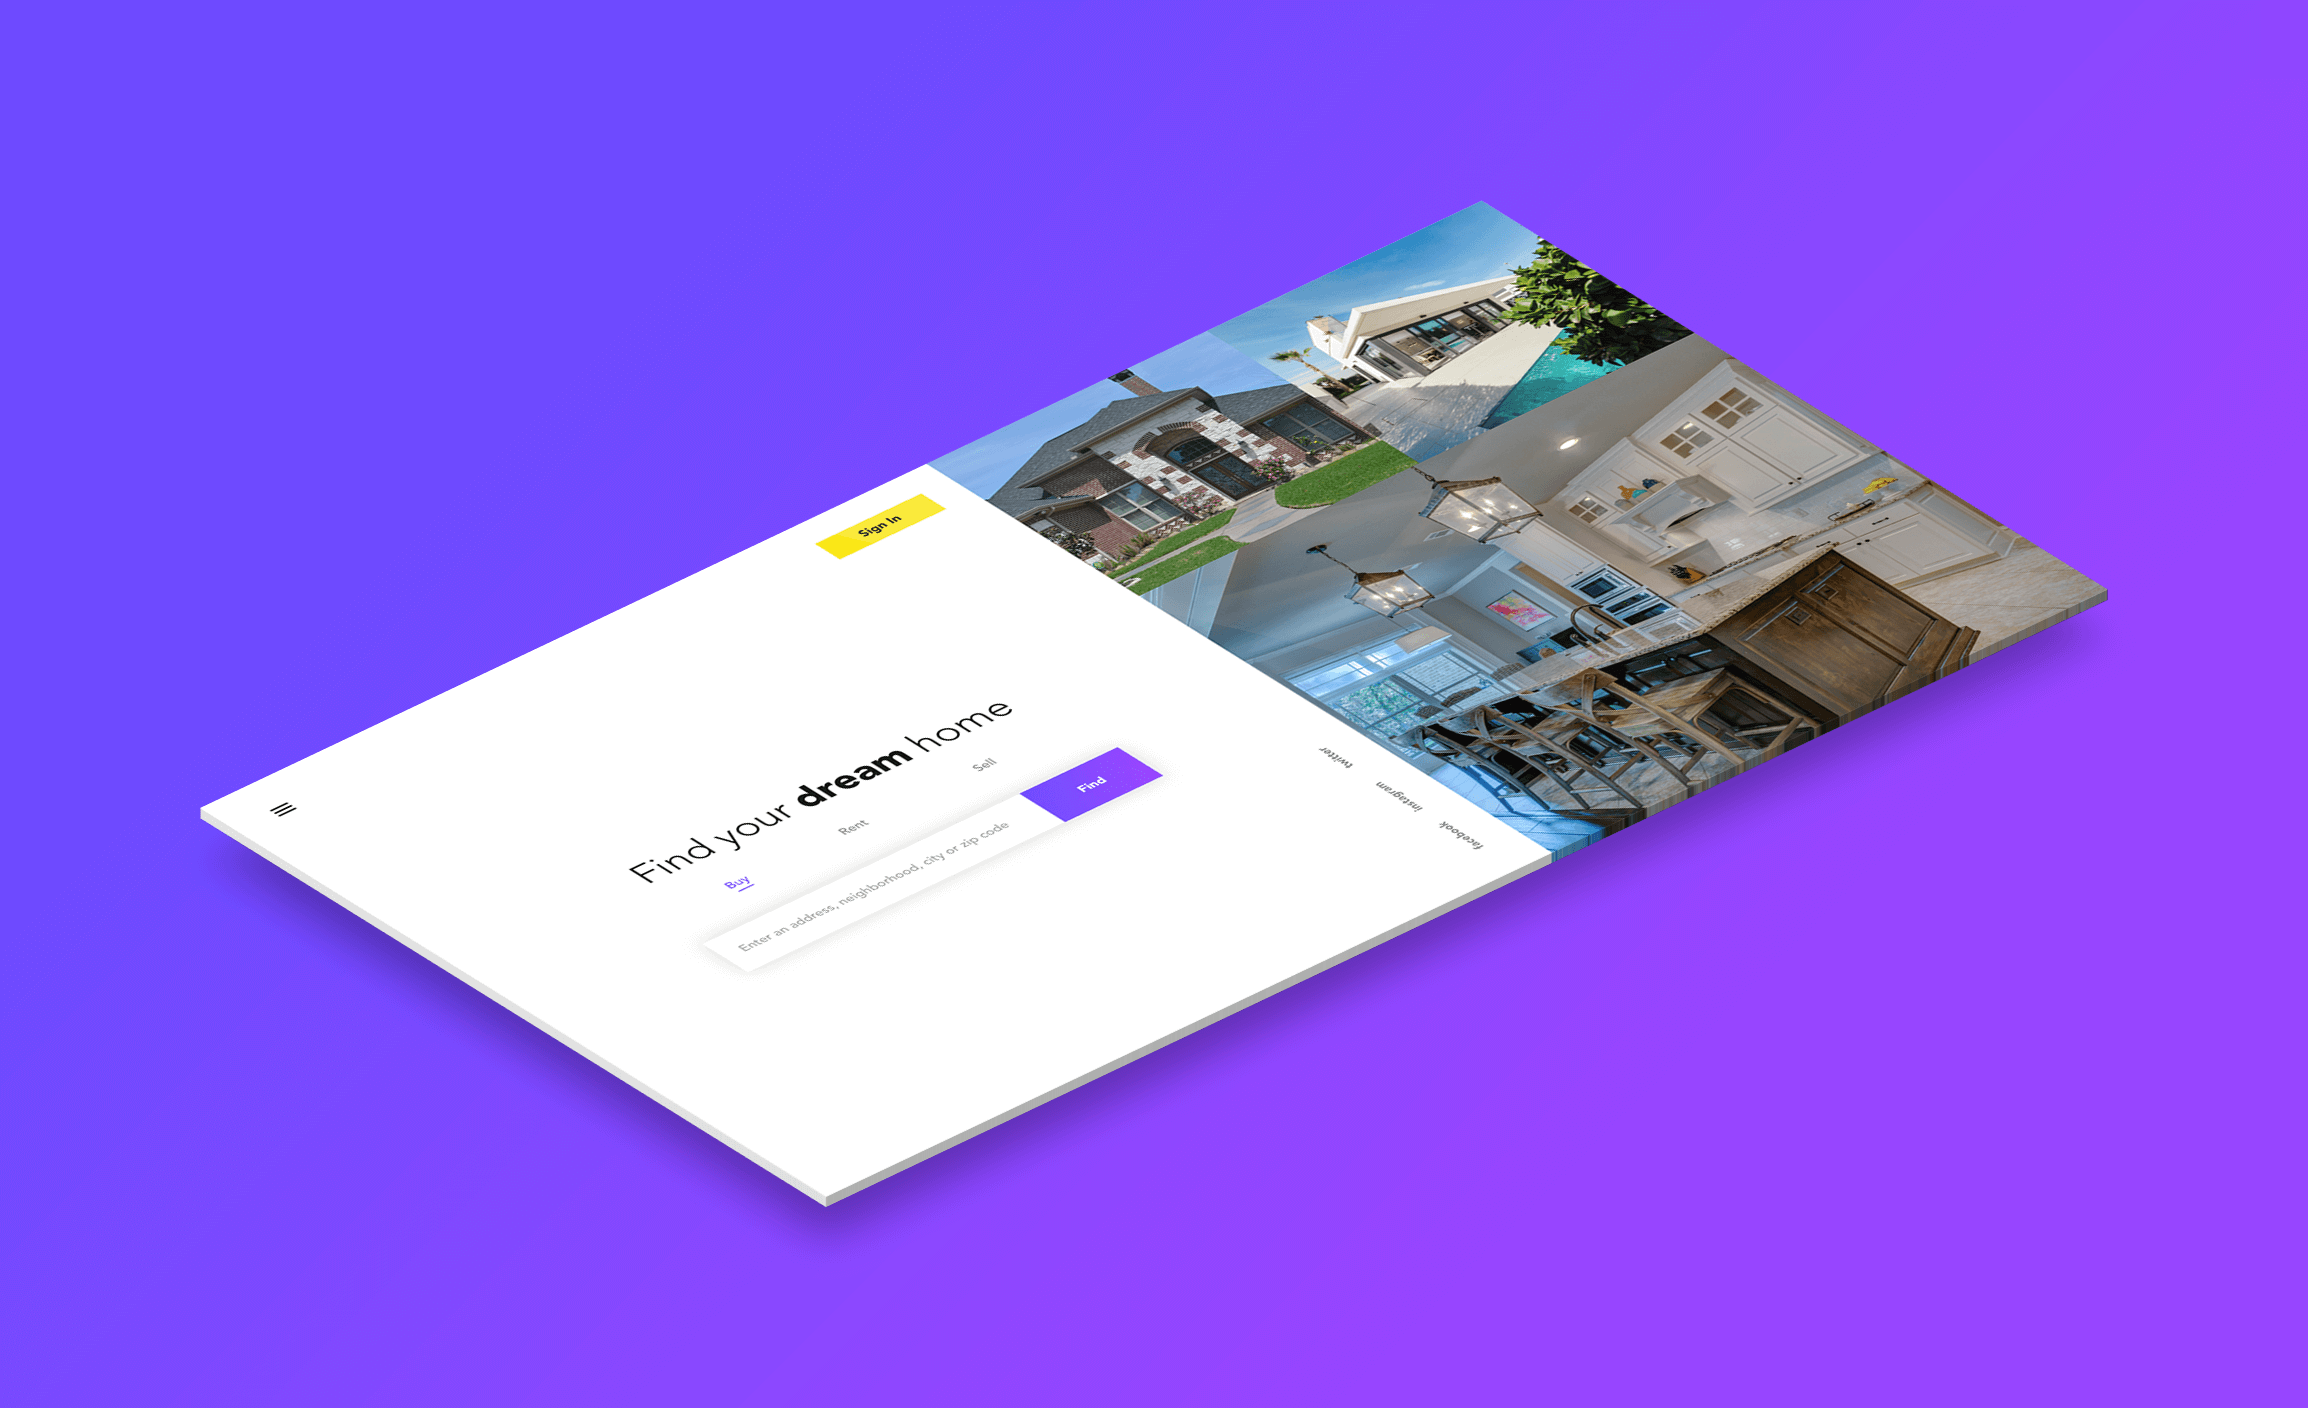 Sign In
Find your dream home
Buy
Rent
Sell
Enter an address, neighborhood, city or zip code
Find
twitter
instagram
facebook